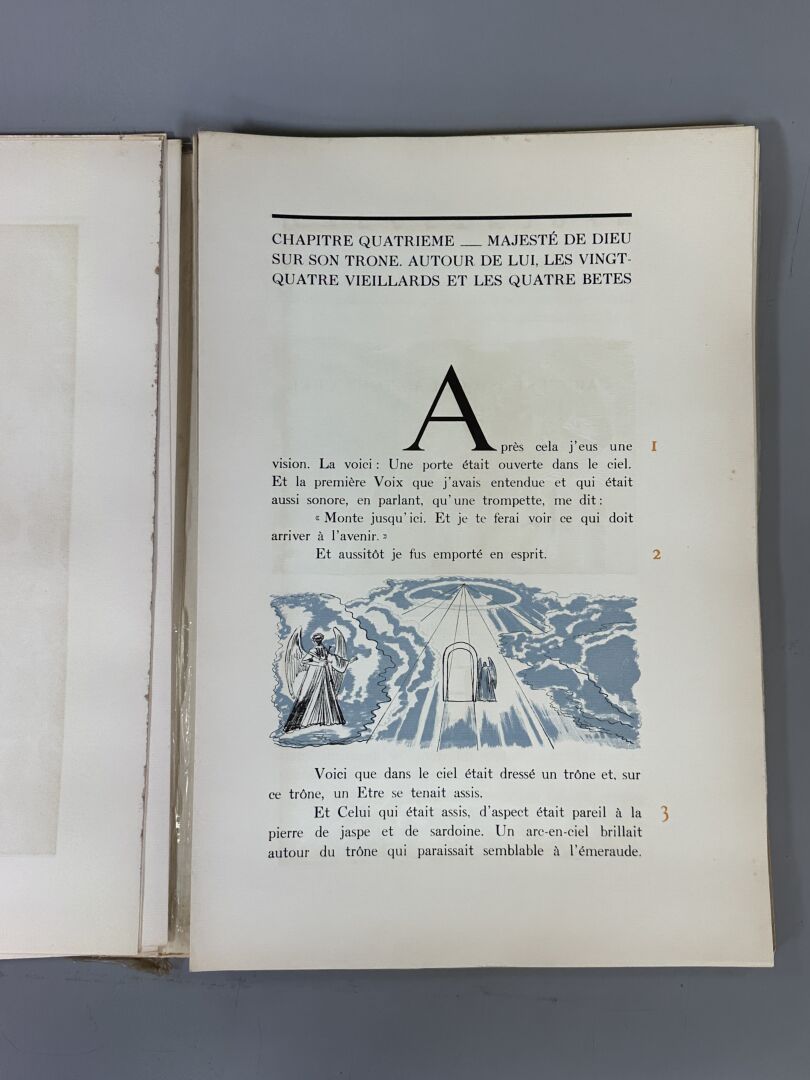 CHAPITRE QUATRIEME — MAJESTÉ DE DIEU
SUR SON TRONE. AUTOUR DE LUI, LES VINGT-
QUATRE VIEILLARDS ET LES QUATRE BETES
Après cela j'eus une 1
vision. La voici : Une porte était ouverte dans le ciel.
Et la première Voix que j'avais entendue et qui était
aussi sonore, en parlant, qu'une trompette, me dit :
« Monte jusqu'ici. Et je te ferai voir ce qui doit
arriver à l'avenir. »
Et aussitôt je fus emporté en esprit. 2
Voici que dans le ciel était dressé un trône et, sur
ce trône, un Etre se tenait assis.
Et Celui qui était assis, d'aspect était pareil à la 3
pierre de jaspe et de sardoine. Un arc-en-ciel brillait
autour du trône qui paraissait semblable à l'émeraude.